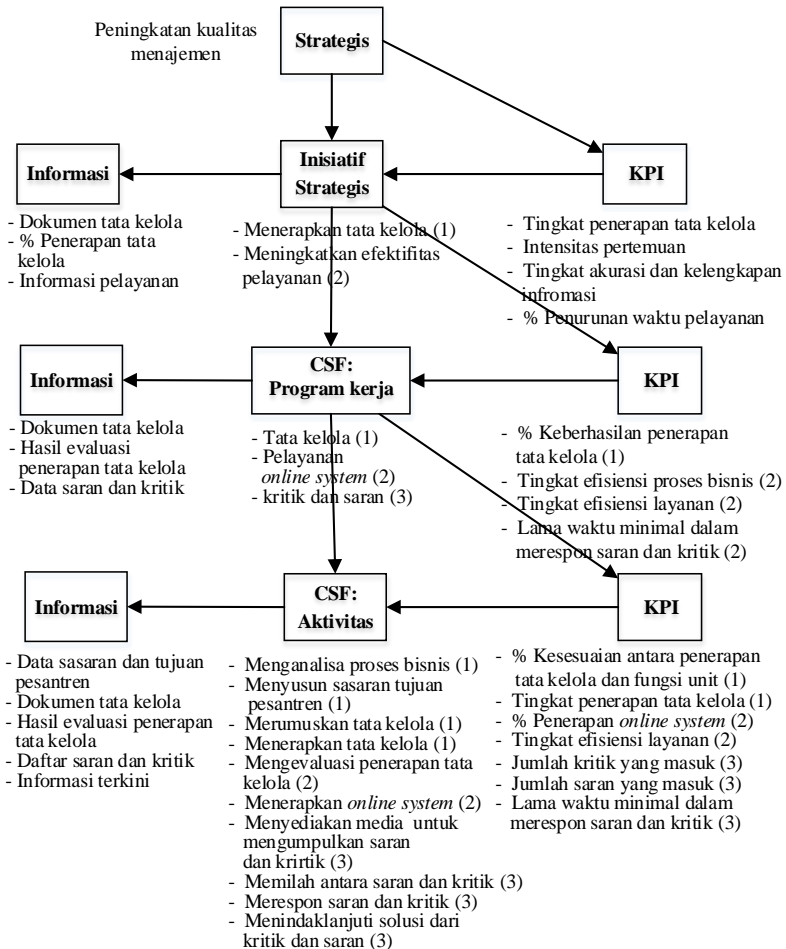 Peningkatan kualitas
menajemen
Strategis
Informasi
Inisiatif
Strategis
KPI
- Dokumen tata kelola
- % Penerapan tata
kelola
- Informasi pelayanan
- Menerapkan tata kelola (1)
- Meningkatkan efektifitas
pelayanan (2)
- Tingkat penerapan tata kelola
- Intensitas pertemuan
- Tingkat akurasi dan kelengkapan
infromasi
- % Penurunan waktu pelayanan
Informasi
CSF:
Program kerja
KPI
- Dokumen tata kelola
- Hasil evaluasi
penerapan tata kelola
- Data saran dan kritik
- Tata kelola (1)
- Pelayanan
online system (2)
- kritik dan saran (3)
- % Keberhasilan penerapan
tata kelola (1)
- Tingkat efisiensi proses bisnis (2)
- Tingkat efisiensi layanan (2)
- Lama waktu minimal dalam
merespon saran dan kritik (2)
Informasi
CSF:
Aktivitas
KPI
- Data sasaran dan tujuan
pesantren
- Dokumen tata kelola
- Hasil evaluasi penerapan
tata kelola
- Daftar saran dan kritik
- Informasi terkini
- Menganalisa proses bisnis (1)
- Menyusun sasaran tujuan
pesantren (1)
- Merumuskan tata kelola (1)
- Menerapkan tata kelola (1)
- Mengevaluasi penerapan tata
kelola (2)
- Menerapkan online system (2)
- Menyediakan media untuk
mengumpulkan saran
dan krirtik (3)
- Memilah antara saran dan kritik (3)
- Merespon saran dan kritik (3)
- Menindaklanjuti solusi dari
kritik dan saran (3)
- % Kesesuaian antara penerapan
tata kelola dan fungsi unit (1)
- Tingkat penerapan tata kelola (1)
- % Penerapan online system (2)
- Tingkat efisiensi layanan (2)
- Jumlah kritik yang masuk (3)
- Jumlah saran yang masuk (3)
- Lama waktu minimal dalam
merespon saran dan kritik (3)